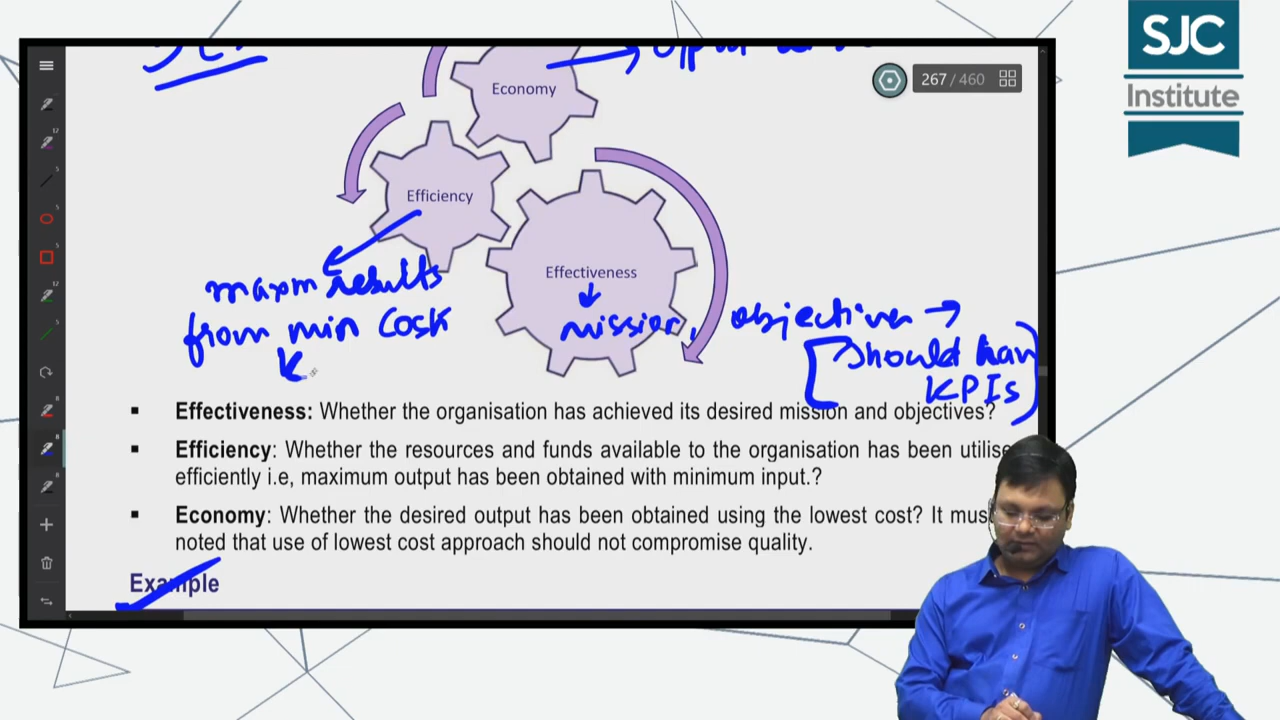 SJC
Institute
267 / 460
Economy
Efficiency
Effectiveness
maxm results
from min cost
mission, objectives →
[should have
KPIs]
▪ Effectiveness: Whether the organisation has achieved its desired mission and objectives?
▪ Efficiency: Whether the resources and funds available to the organisation has been utilise
efficiently i.e, maximum output has been obtained with minimum input.?
▪ Economy: Whether the desired output has been obtained using the lowest cost? It mus
noted that use of lowest cost approach should not compromise quality.
Example